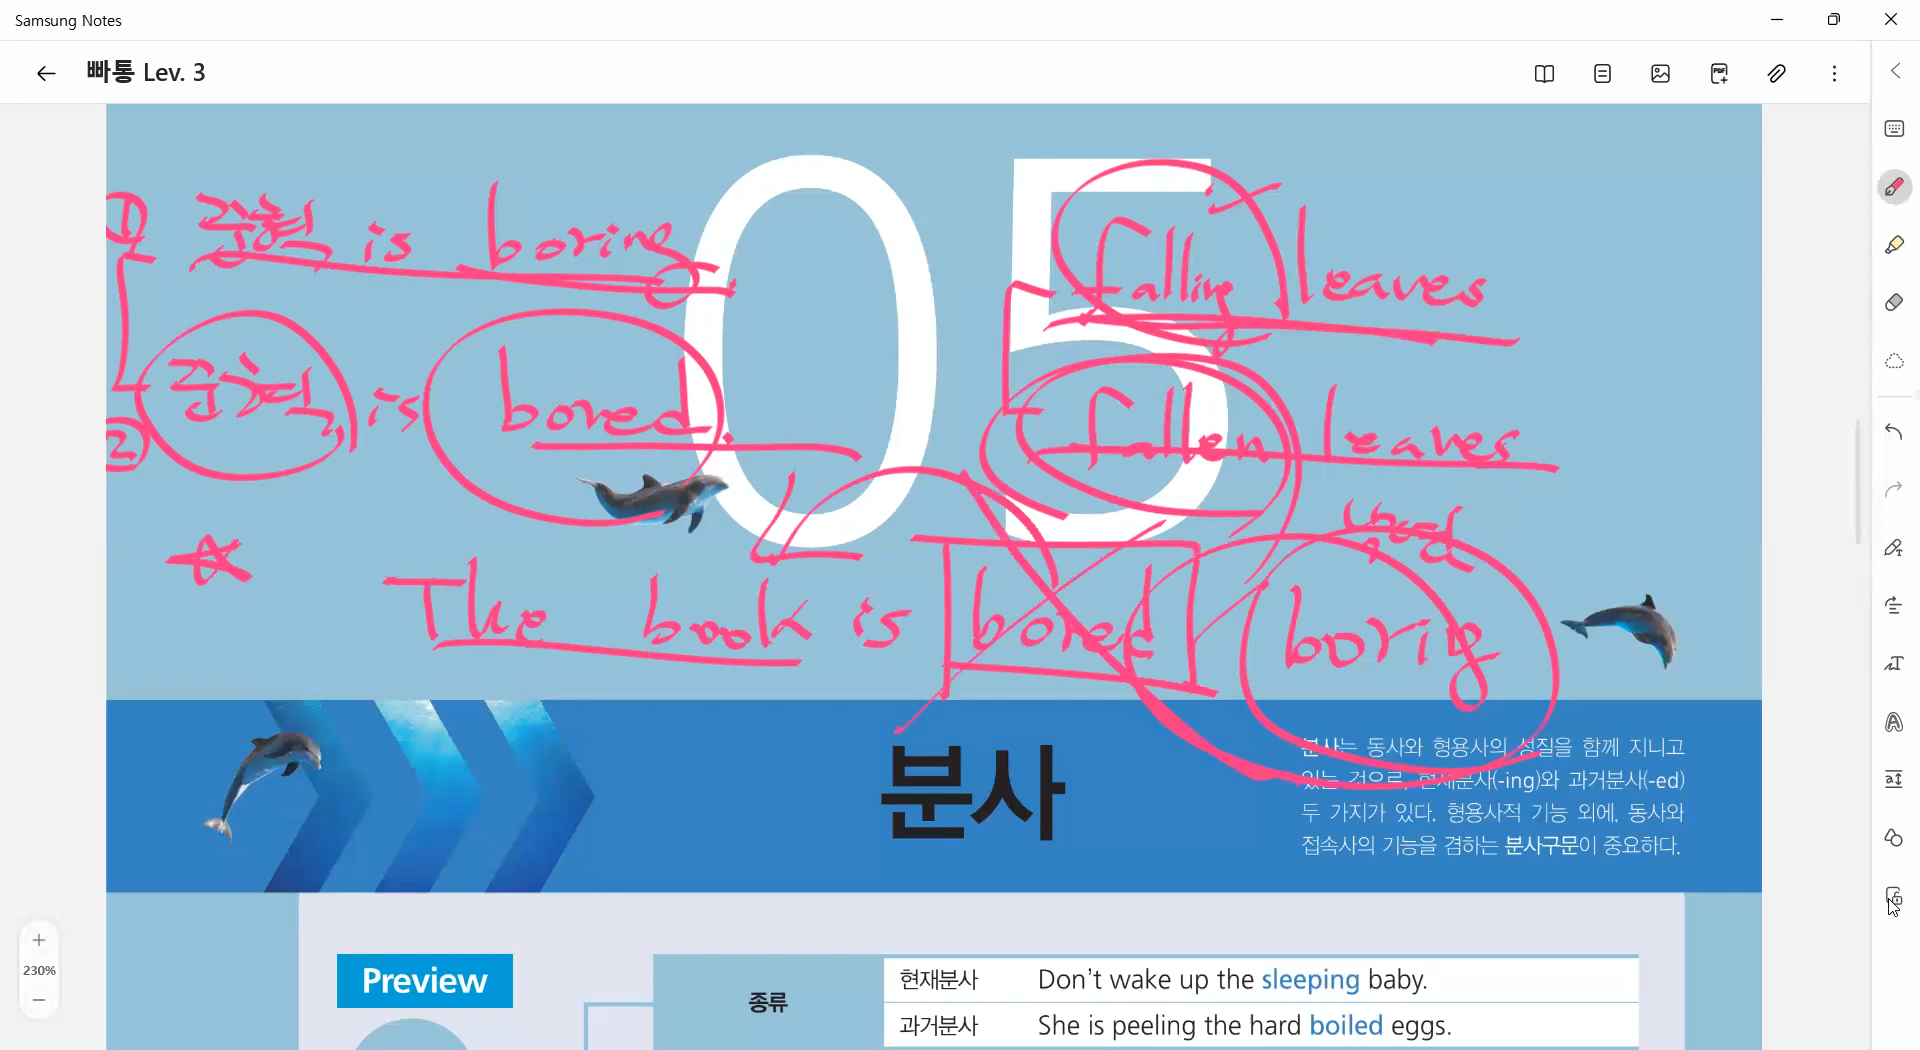 Samsung Notes
빠통 Lev. 3
05
① 준혁 is boring.
falling leaves
② 준혁 is bored.
fallen leaves
The book is bored borig
분사
분사는 동사와 형용사의 성질을 함께 지니고
있는 것으로, 현재분사(-ing)와 과거분사(-ed)
두 가지가 있다. 형용사적 기능 외에, 동사와
접속사의 기능을 겸하는 분사구문이 중요하다.
Preview
종류
현재분사 Don't wake up the sleeping baby.
과거분사 She is peeling the hard boiled eggs.
230%